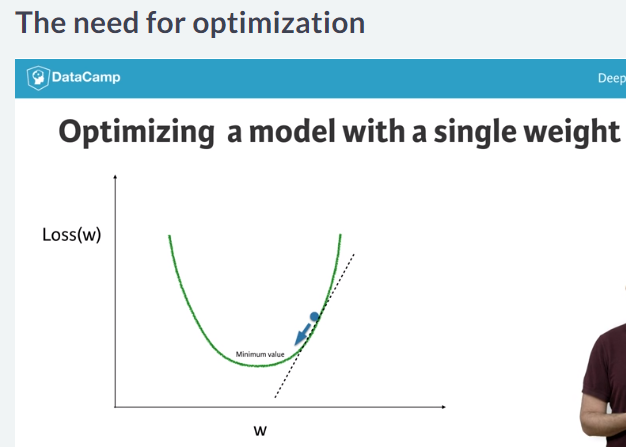 The need for optimization
DataCamp
Deep
Optimizing a model with a single weight
Loss(w)
Minimum value
w